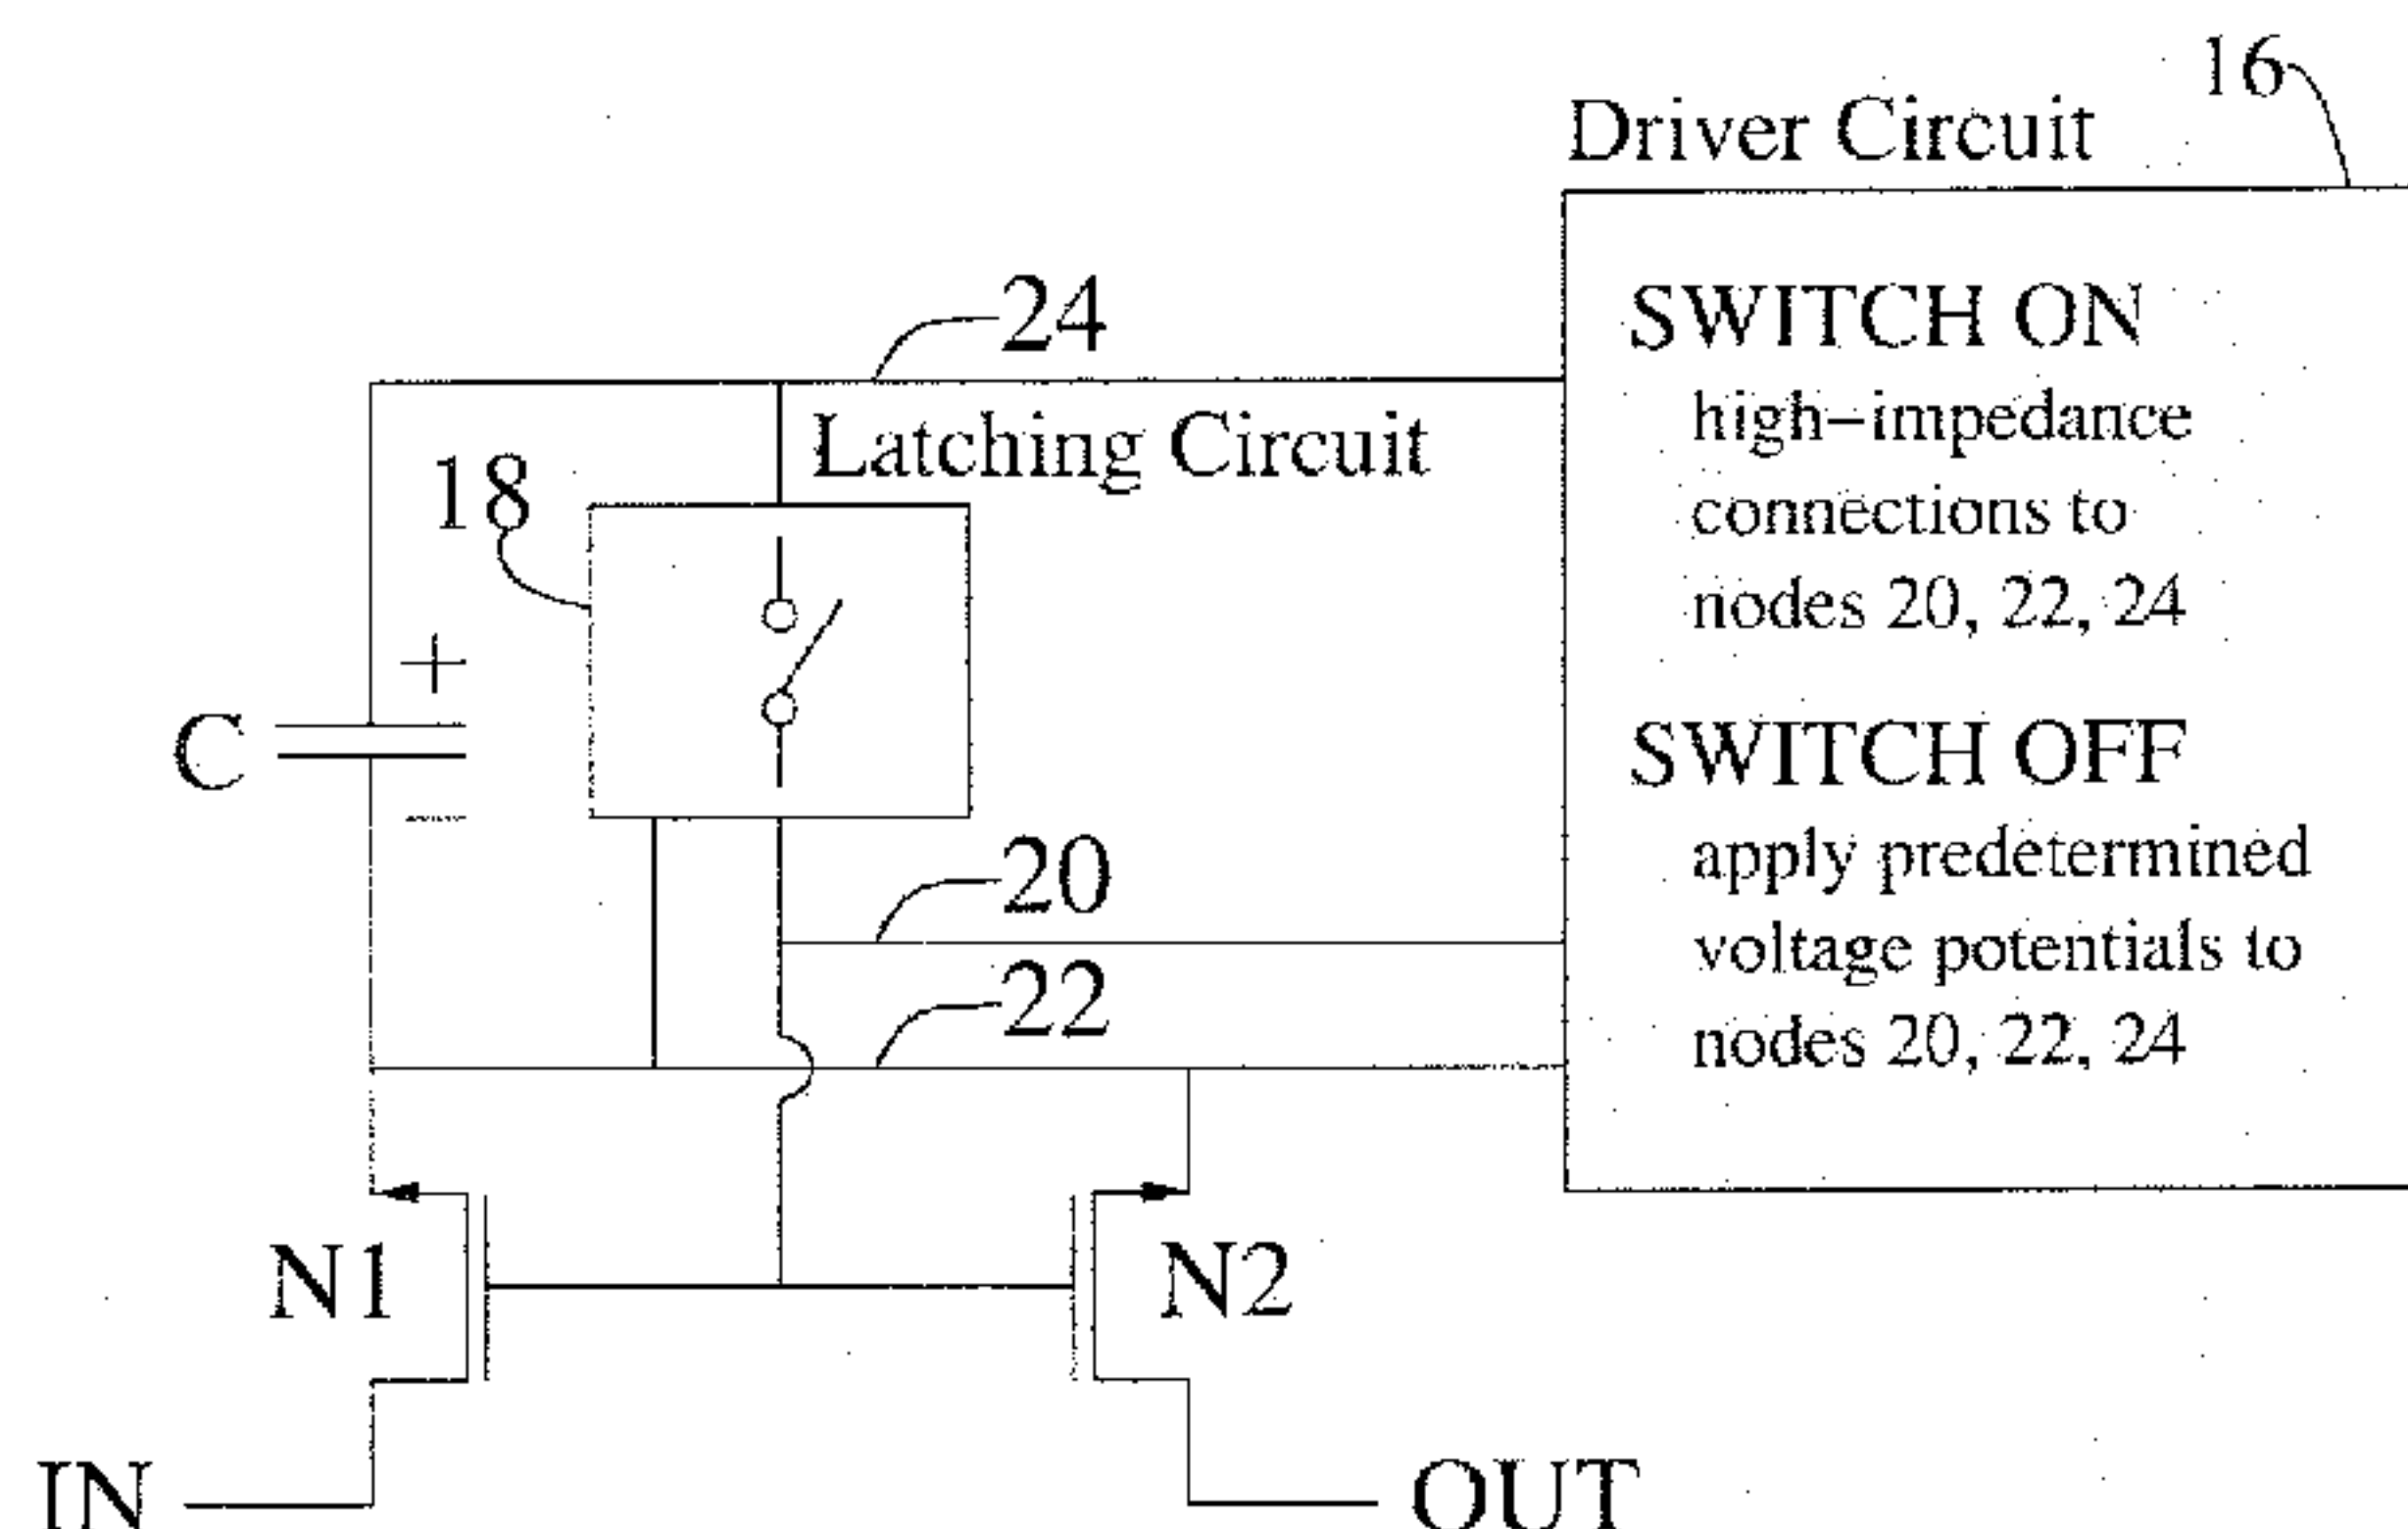 16
Driver Circuit
24
SWITCH ON
high-impedance
connections to
nodes 20, 22, 24
Latching Circuit
18
+
C
−
SWITCH OFF
apply predetermined
voltage potentials to
nodes 20, 22, 24
20
22
N1
N2
IN
OUT